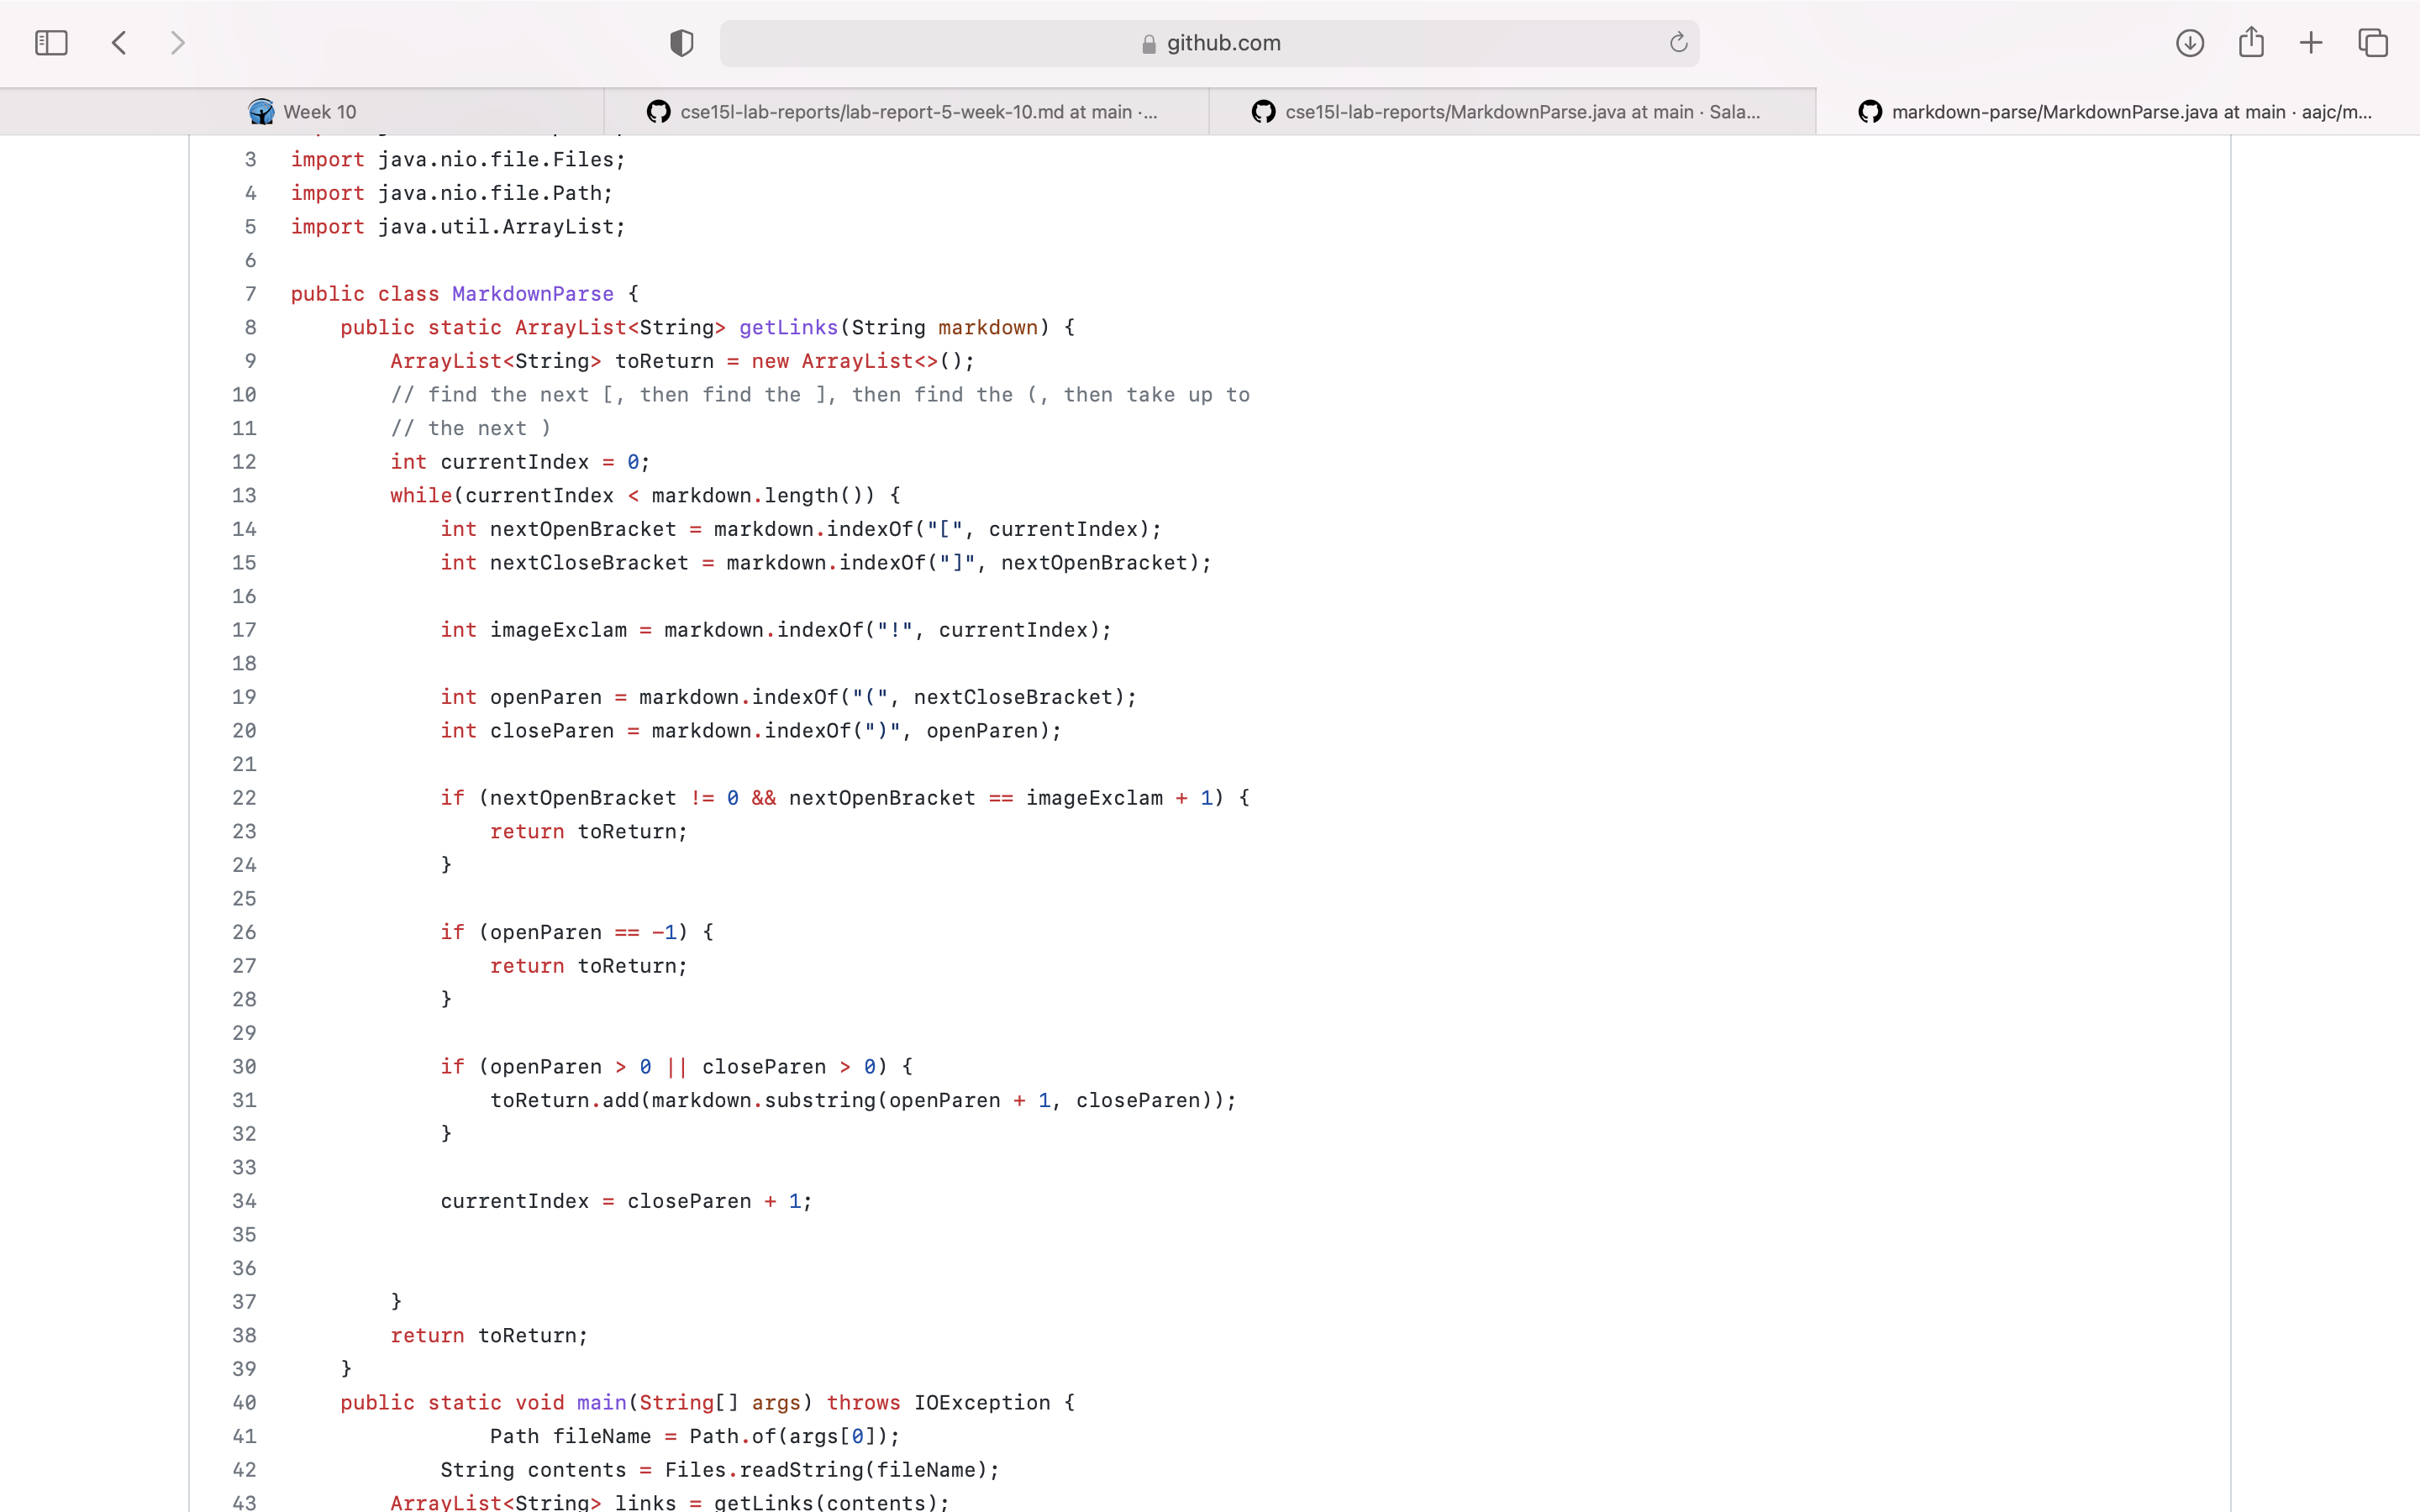 github.com
Week 10
cse15l-lab-reports/lab-report-5-week-10.md at main ·...
cse15l-lab-reports/MarkdownParse.java at main · Sala...
markdown-parse/MarkdownParse.java at main · aajc/m...
3 import java.nio.file.Files;
4 import java.nio.file.Path;
5 import java.util.ArrayList;
6
7 public class MarkdownParse {
8     public static ArrayList<String> getLinks(String markdown) {
9         ArrayList<String> toReturn = new ArrayList<>();
10         // find the next [, then find the ], then find the (, then take up to
11         // the next )
12         int currentIndex = 0;
13         while(currentIndex < markdown.length()) {
14             int nextOpenBracket = markdown.indexOf("[", currentIndex);
15             int nextCloseBracket = markdown.indexOf("]", nextOpenBracket);
16
17             int imageExclam = markdown.indexOf("!", currentIndex);
18
19             int openParen = markdown.indexOf("(", nextCloseBracket);
20             int closeParen = markdown.indexOf(")", openParen);
21
22             if (nextOpenBracket != 0 && nextOpenBracket == imageExclam + 1) {
23                 return toReturn;
24             }
25
26             if (openParen == -1) {
27                 return toReturn;
28             }
29
30             if (openParen > 0 || closeParen > 0) {
31                 toReturn.add(markdown.substring(openParen + 1, closeParen));
32             }
33
34             currentIndex = closeParen + 1;
35
36
37         }
38         return toReturn;
39     }
40     public static void main(String[] args) throws IOException {
41                 Path fileName = Path.of(args[0]);
42             String contents = Files.readString(fileName);
43         ArrayList<String> links = getLinks(contents);